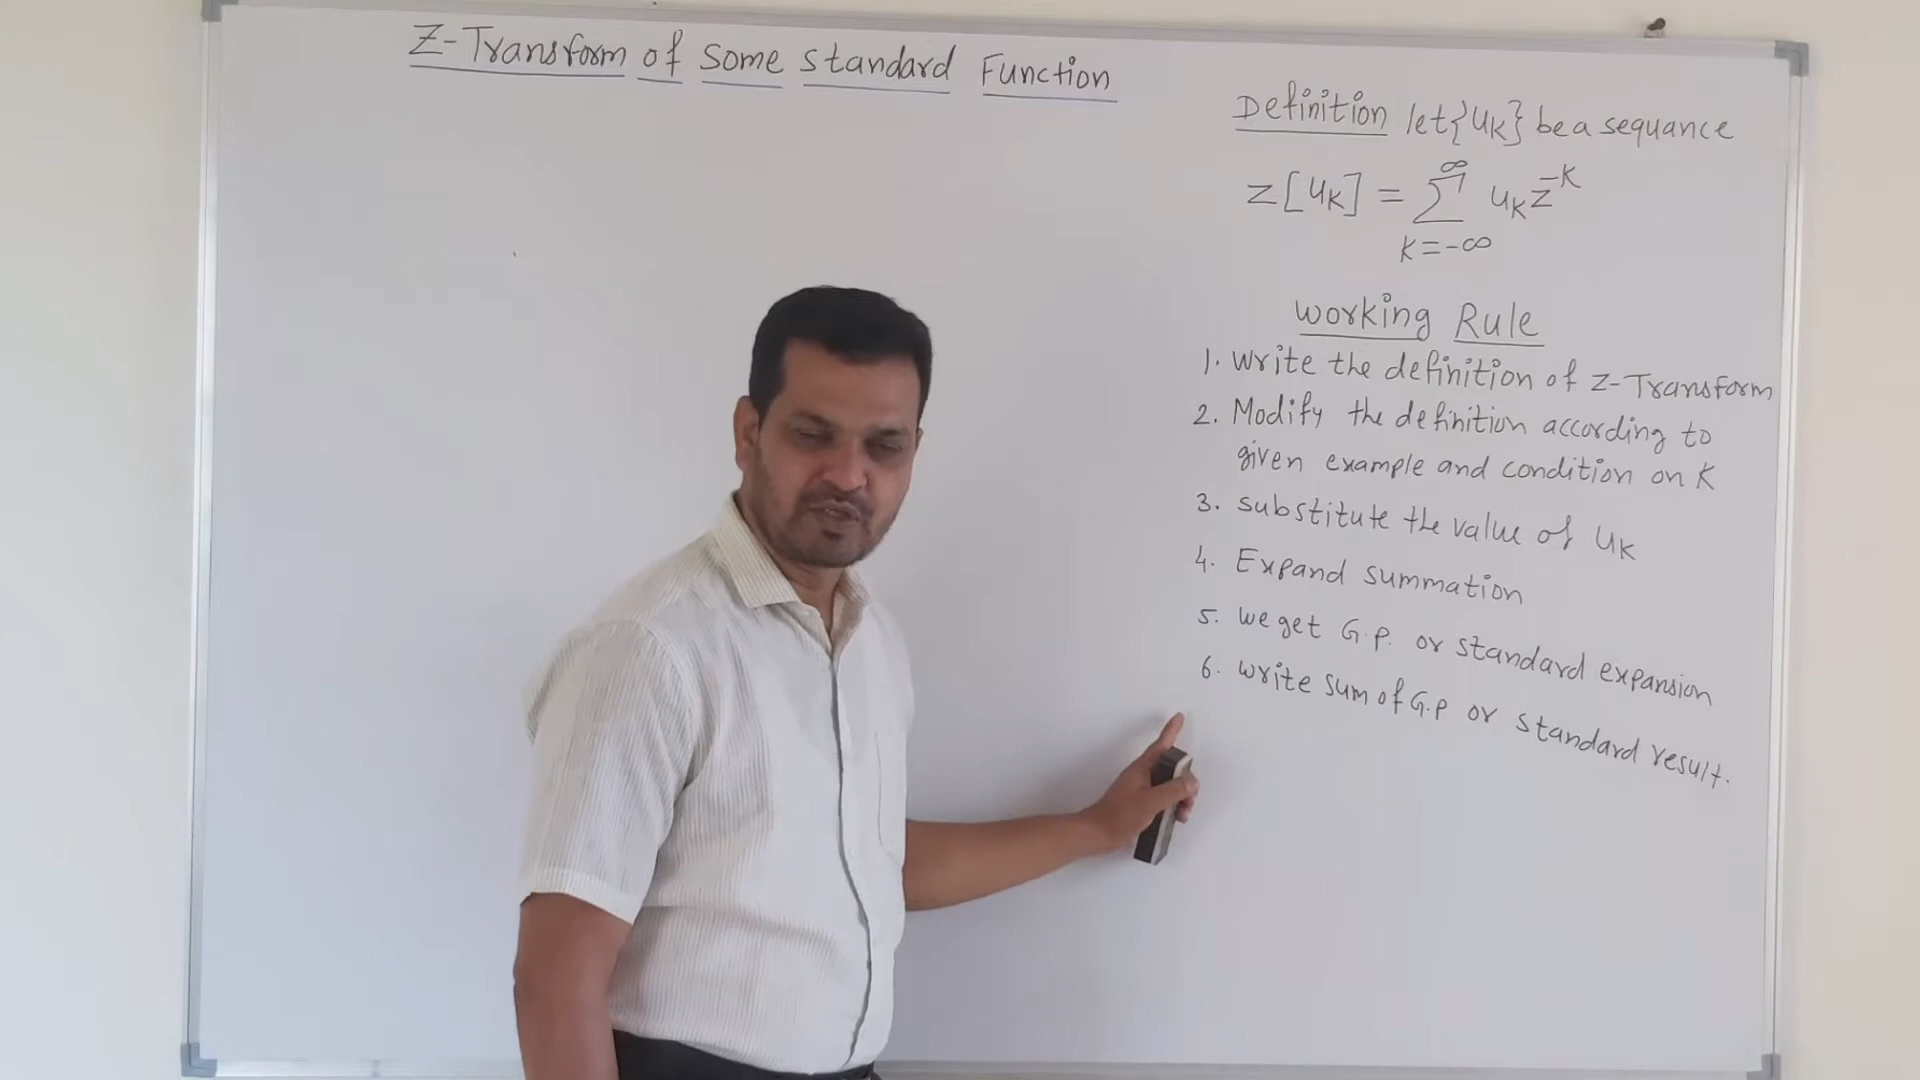 Z-Transform of some standard Function
Definition let {uK} be a sequance
z[uK] = ∞∑K=-∞ uK z^-K
Working Rule
1. Write the definition of Z-Transform
2. Modify the definition according to
given example and condition on K
3. substitute the value of uK
4. Expand summation
5. we get G.P. or standard expansion
6. write sum of G.P or standard result.